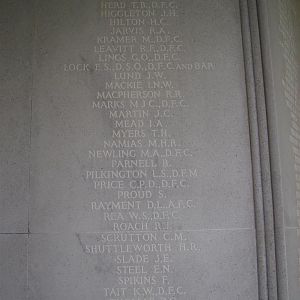 HERD T.B., D.F.C.
HIGGLETON J.H.
HILTON H.C.
JARVIS R.A.
KRAMER M., D.F.C.
LEAVITT R.F., D.F.C.
LINGS G.O., D.F.C.
LOCK E.S., D.S.O., D.F.C. AND BAR
LUND J.W.
MACKIE I.N.W.
MACPHERSON R.R.
MARKS M.J.C., D.F.C.
MARTIN J.C.
MEAD I.A.
MYERS T.H.
NAMIAS M.H.R.
NEWLING M.A., D.F.C.
PARNELL B.
PILKINGTON L.S., D.F.M.
PRICE C.P.D., D.F.C.
PROUD S.
RAYMENT D.L., A.F.C.
REA W.S., D.F.C.
ROACH R.J.
SCRUTTON C.M.
SHUTTLEWORTH H.R.
SLADE J.E.
STEEL E.N.
SPIKINS F.
TAIT K.W., D.F.C.